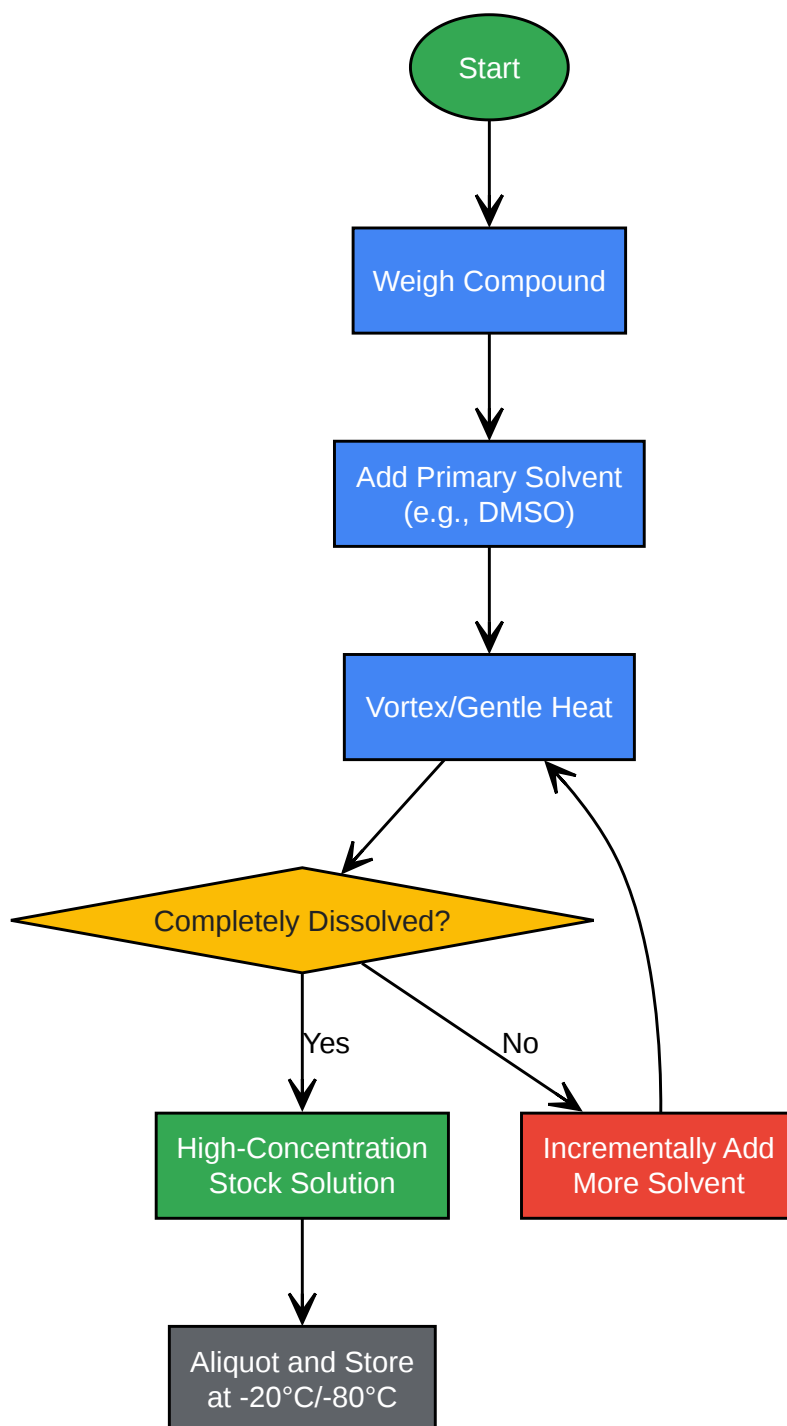 Start
Weigh Compound
Add Primary Solvent
(e.g., DMSO)
Vortex/Gentle Heat
Completely Dissolved?
Yes
No
High-Concentration
Stock Solution
Incrementally Add
More Solvent
Aliquot and Store
at -20°C/-80°C